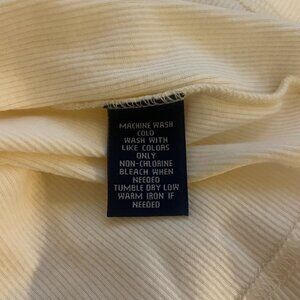 MACHINE WASH
COLD
WASH WITH
LIKE COLORS
ONLY
NON-CHLORINE
BLEACH WHEN
NEEDED
TUMBLE DRY LOW
WARM IRON IF
NEEDED